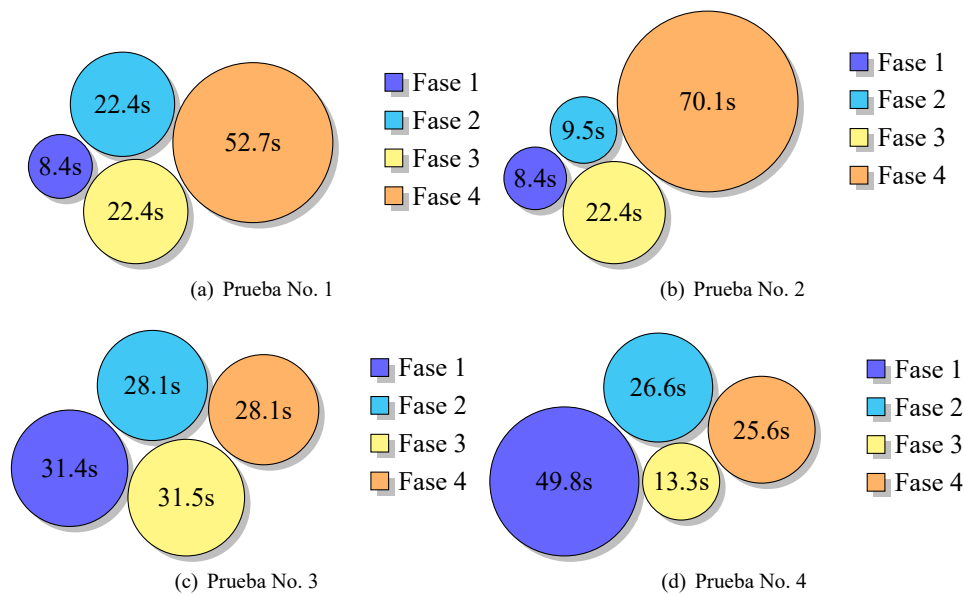 22.4s
52.7s
8.4s
22.4s
Fase 1
Fase 2
Fase 3
Fase 4
(a) Prueba No. 1
70.1s
9.5s
8.4s
22.4s
Fase 1
Fase 2
Fase 3
Fase 4
(b) Prueba No. 2
28.1s
28.1s
31.4s
31.5s
Fase 1
Fase 2
Fase 3
Fase 4
(c) Prueba No. 3
26.6s
25.6s
49.8s
13.3s
Fase 1
Fase 2
Fase 3
Fase 4
(d) Prueba No. 4